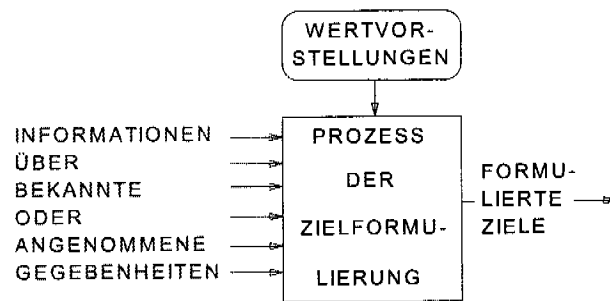 WERTVOR-
STELLUNGEN
INFORMATIONEN
ÜBER
BEKANNTE
ODER
ANGENOMMENE
GEGEBENHEITEN
PROZESS
DER
ZIELFORMU-
LIERUNG
FORMU-
LIERTE
ZIELE